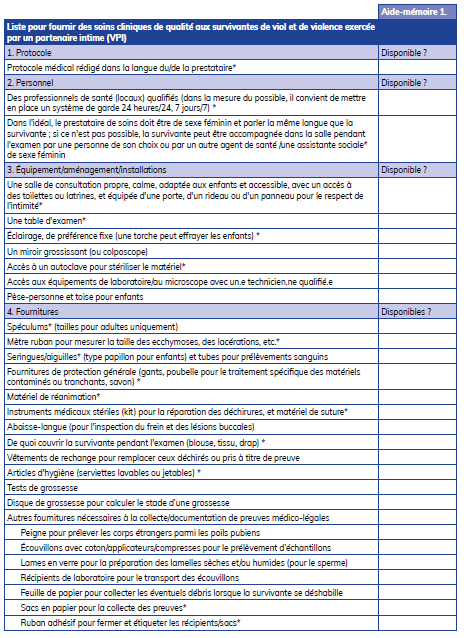 Aide-mémoire 1.
Liste pour fournir des soins cliniques de qualité aux survivantes de viol et de violence exercée
par un partenaire intime (VPI)
1. Protocole Disponible ?
Protocole médical rédigé dans la langue du/de la prestataire*
2. Personnel Disponible ?
Des professionnels de santé (locaux) qualifiés (dans la mesure du possible, il convient de mettre
en place un système de garde 24 heures/24, 7 jours/7) *
Dans l'idéal, le prestataire de soins doit être de sexe féminin et parler la même langue que la
survivante ; si ce n'est pas possible, la survivante peut être accompagnée dans la salle pendant
l'examen par une personne de son choix ou par un autre agent de santé /une assistante sociale*
de sexe féminin
3. Équipement/aménagement/installations Disponible ?
Une salle de consultation propre, calme, adaptée aux enfants et accessible, avec un accès à
des toilettes ou latrines, et équipée d'une porte, d'un rideau ou d'un panneau pour le respect de
l'intimité*
Une table d'examen*
Éclairage, de préférence fixe (une torche peut effrayer les enfants) *
Un miroir grossissant (ou colposcope)
Accès à un autoclave pour stériliser le matériel*
Accès aux équipements de laboratoire/au microscope avec un.e technicien.ne qualifié.e
Pèse-personne et toise pour enfants
4. Fournitures Disponibles ?
Spéculums* (tailles pour adultes uniquement)
Mètre ruban pour mesurer la taille des ecchymoses, des lacérations, etc.*
Seringues/aiguilles* (type papillon pour enfants) et tubes pour prélèvements sanguins
Fournitures de protection générale (gants, poubelle pour le traitement spécifique des matériels
contaminés ou tranchants, savon) *
Matériel de réanimation*
Instruments médicaux stériles (kit) pour la réparation des déchirures, et matériel de suture*
Abaisse-langue (pour l'inspection du frein et des lésions buccales)
De quoi couvrir la survivante pendant l'examen (blouse, tissu, drap) *
Vêtements de rechange pour remplacer ceux déchirés ou pris à titre de preuve
Articles d'hygiène (serviettes lavables ou jetables) *
Tests de grossesse
Disque de grossesse pour calculer le stade d'une grossesse
Autres fournitures nécessaires à la collecte/documentation de preuves médico-légales
Peigne pour prélever les corps étrangers parmi les poils pubiens
Écouvillons avec coton/applicateurs/compresses pour le prélèvement d'échantillons
Lames en verre pour la préparation des lamelles sèches et/ou humides (pour le sperme)
Récipients de laboratoire pour le transport des écouvillons
Feuille de papier pour collecter les éventuels débris lorsque la survivante se déshabille
Sacs en papier pour la collecte des preuves*
Ruban adhésif pour fermer et étiqueter les récipients/sacs*